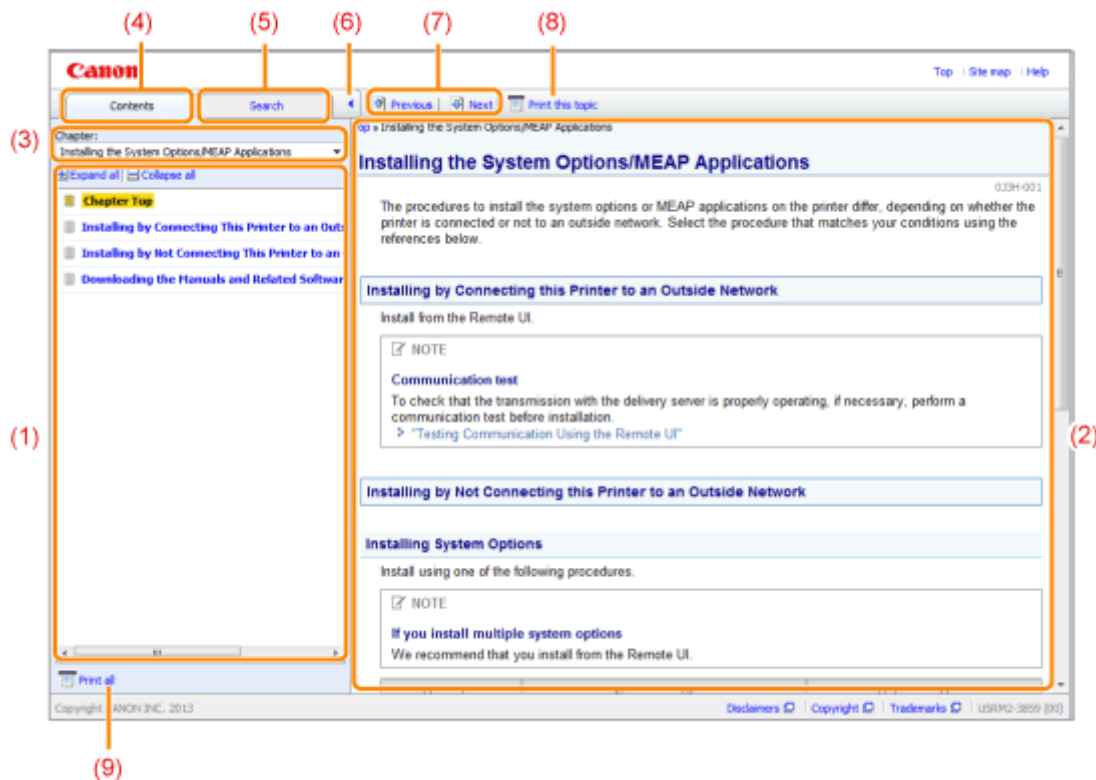 (4) (5) (6) (7) (8)
Canon
Top Site map Help
Contents Search Previous Next Print this topic
(3)
Chapter:
Installing the System Options/MEAP Applications
Expand all Collapse all
Chapter Top
Installing by Connecting This Printer to an Outs
Installing by Not Connecting This Printer to an
Downloading the Manuals and Related Softwar
(1)
Print all
op » Installing the System Options/MEAP Applications
Installing the System Options/MEAP Applications
0J3H-001
The procedures to install the system options or MEAP applications on the printer differ, depending on whether the
printer is connected or not to an outside network. Select the procedure that matches your conditions using the
references below.
Installing by Connecting this Printer to an Outside Network
Install from the Remote UI.
NOTE
Communication test
To check that the transmission with the delivery server is properly operating, if necessary, perform a
communication test before installation.
"Testing Communication Using the Remote UI"
(2)
Installing by Not Connecting this Printer to an Outside Network
Installing System Options
Install using one of the following procedures.
NOTE
If you install multiple system options
We recommend that you install from the Remote UI.
Copyright ANON INC. 2013
Disclaimers Copyright Trademarks USRM2-3859 (00)
(9)